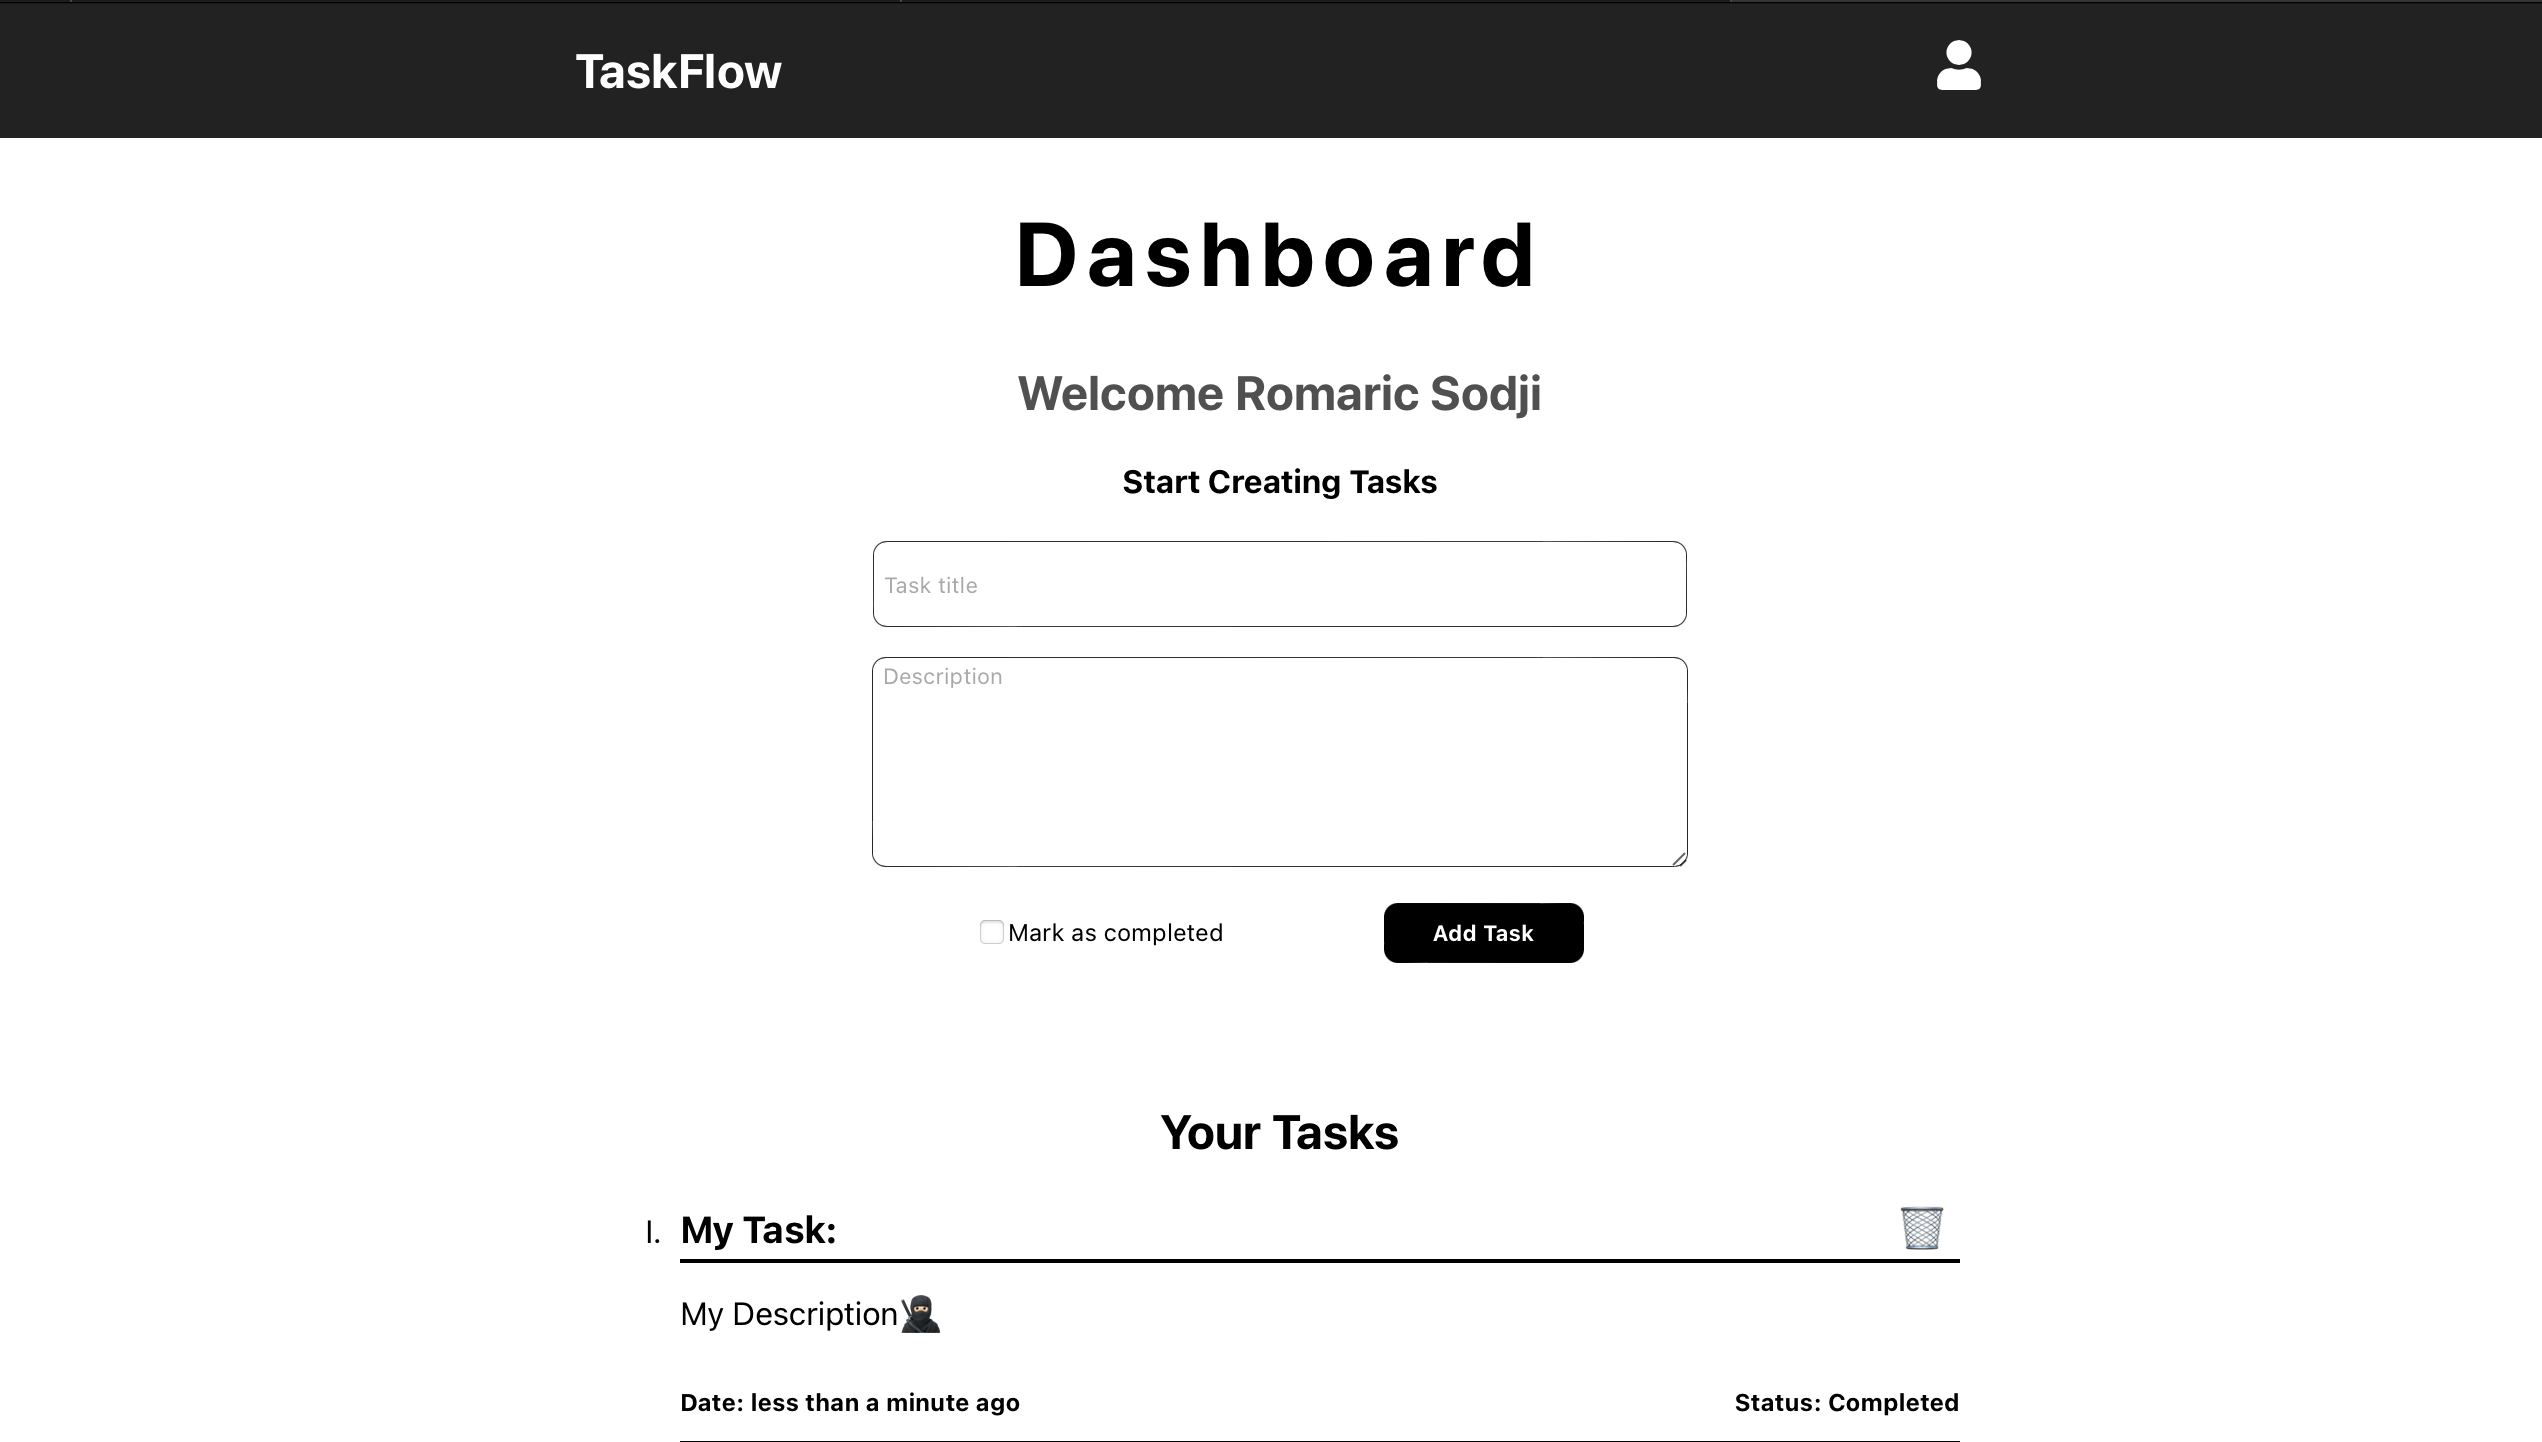 TaskFlow
Dashboard
Welcome Romaric Sodji
Start Creating Tasks
Task title
Description
Mark as completed
Add Task
Your Tasks
I. My Task:
My Description🥷🏻
Date: less than a minute ago
Status: Completed